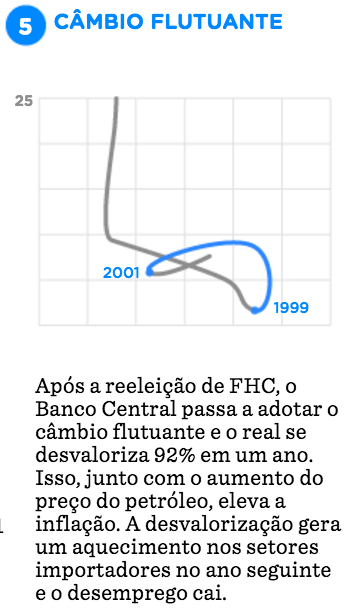 5 CÂMBIO FLUTUANTE
25
2001
1999
Após a reeleição de FHC, o
Banco Central passa a adotar o
câmbio flutuante e o real se
desvaloriza 92% em um ano.
Isso, junto com o aumento do
preço do petróleo, eleva a
inflação. A desvalorização gera
um aquecimento nos setores
importadores no ano seguinte
e o desemprego cai.